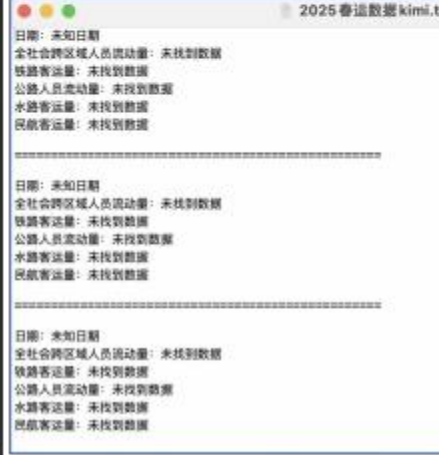 2025春运数据kimi.t
日期：未知日期
全社会跨区域人员流动量：未找到数据
铁路客运量：未找到数据
公路人员流动量：未找到数据
水路客运量：未找到数据
民航客运量：未找到数据
==================================================
日期：未知日期
全社会跨区域人员流动量：未找到数据
铁路客运量：未找到数据
公路人员流动量：未找到数据
水路客运量：未找到数据
民航客运量：未找到数据
==================================================
日期：未知日期
全社会跨区域人员流动量：未找到数据
铁路客运量：未找到数据
公路人员流动量：未找到数据
水路客运量：未找到数据
民航客运量：未找到数据